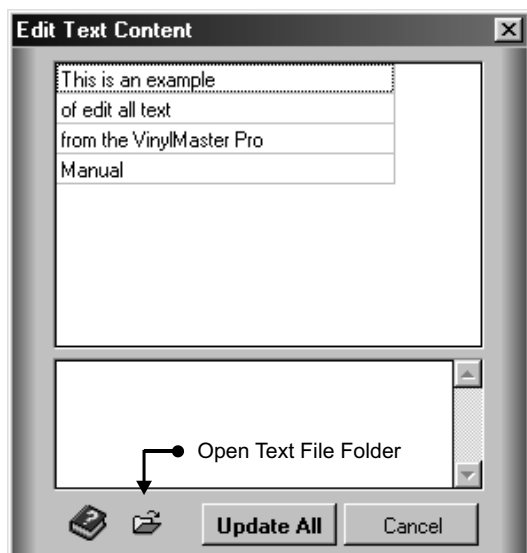 Edit Text Content
This is an example
of edit all text
from the VinylMaster Pro
Manual
Open Text File Folder
Update All
Cancel